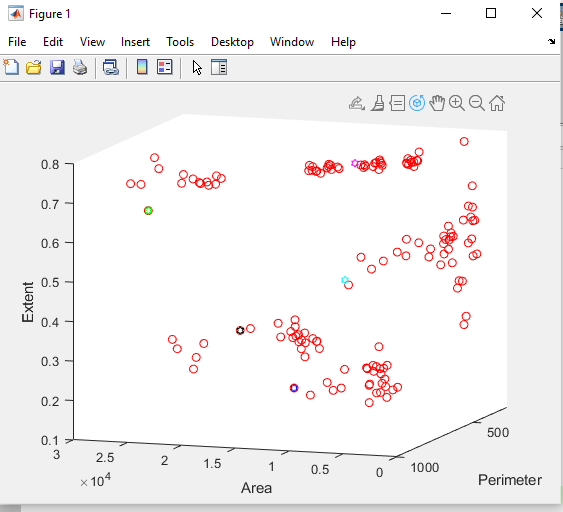 Figure 1
File Edit View Insert Tools Desktop Window Help
0.8
0.7
0.6
0.5
0.4
0.3
0.2
0.1
Extent
3 2.5 2 1.5 1 0.5 0
×10^4
Area
1000 500
Perimeter